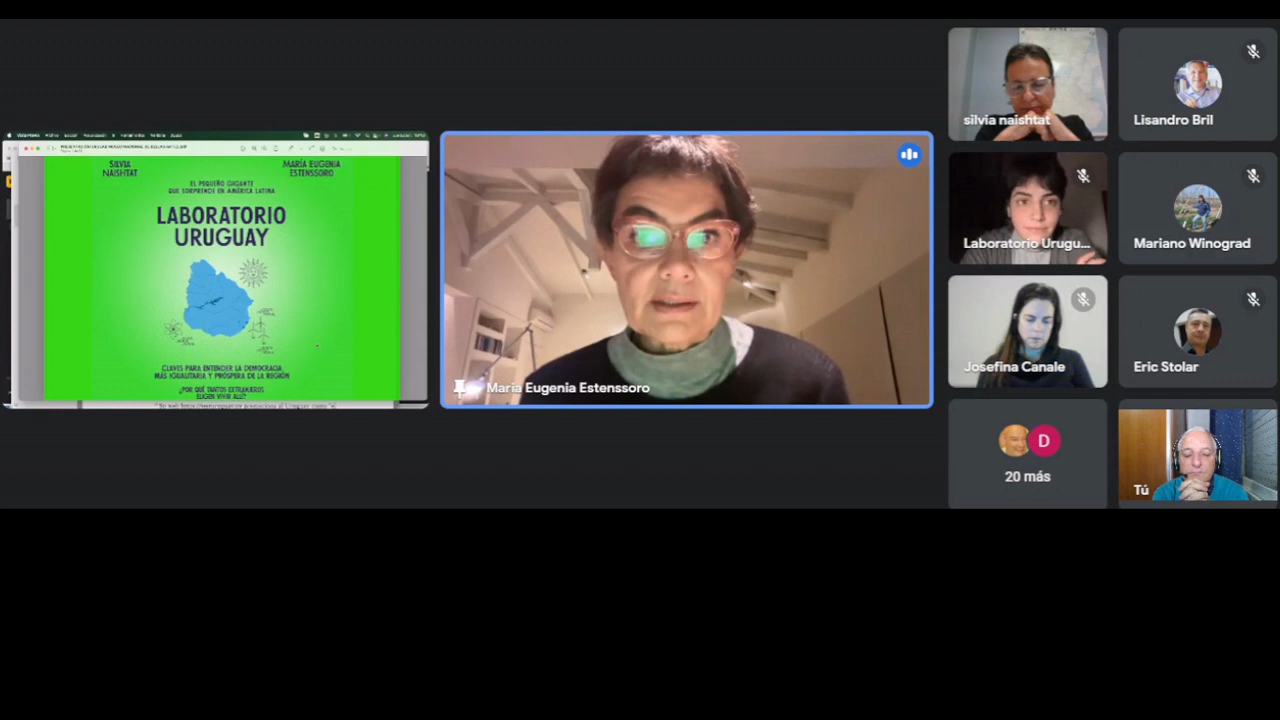 SILVIA
NAISHTAT
MARÍA EUGENIA
ESTENSSORO
EL PEQUEÑO GIGANTE
QUE SORPRENDE EN AMÉRICA LATINA
LABORATORIO
URUGUAY
CLAVES PARA ENTENDER LA DEMOCRACIA
MÁS IGUALITARIA Y PRÓSPERA DE LA REGIÓN
¿POR QUÉ TANTOS EXTRANJEROS
ELIGEN VIVIR ALLÍ?
Maria Eugenia Estenssoro
silvia naishtat
Lisandro Bril
Laboratorio Urugu...
Mariano Winograd
Josefina Canale
Eric Stolar
D
20 más
Tú